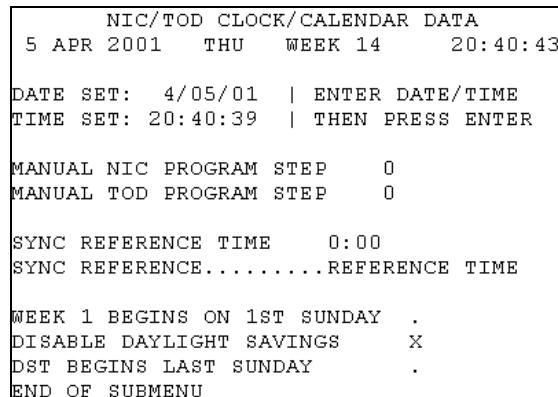 NIC/TOD CLOCK/CALENDAR DATA
5 APR 2001 THU WEEK 14 20:40:43
DATE SET: 4/05/01 | ENTER DATE/TIME
TIME SET: 20:40:39 | THEN PRESS ENTER
MANUAL NIC PROGRAM STEP 0
MANUAL TOD PROGRAM STEP 0
SYNC REFERENCE TIME 0:00
SYNC REFERENCE.........REFERENCE TIME
WEEK 1 BEGINS ON 1ST SUNDAY .
DISABLE DAYLIGHT SAVINGS X
DST BEGINS LAST SUNDAY .
END OF SUBMENU